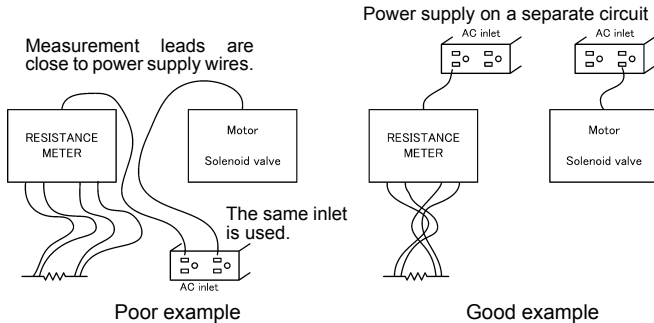 Measurement leads are
close to power supply wires.
RESISTANCE
METER
Motor
Solenoid valve
The same inlet
is used.
AC inlet
Poor example
Power supply on a separate circuit
AC inlet
AC inlet
RESISTANCE
METER
Motor
Solenoid valve
Good example